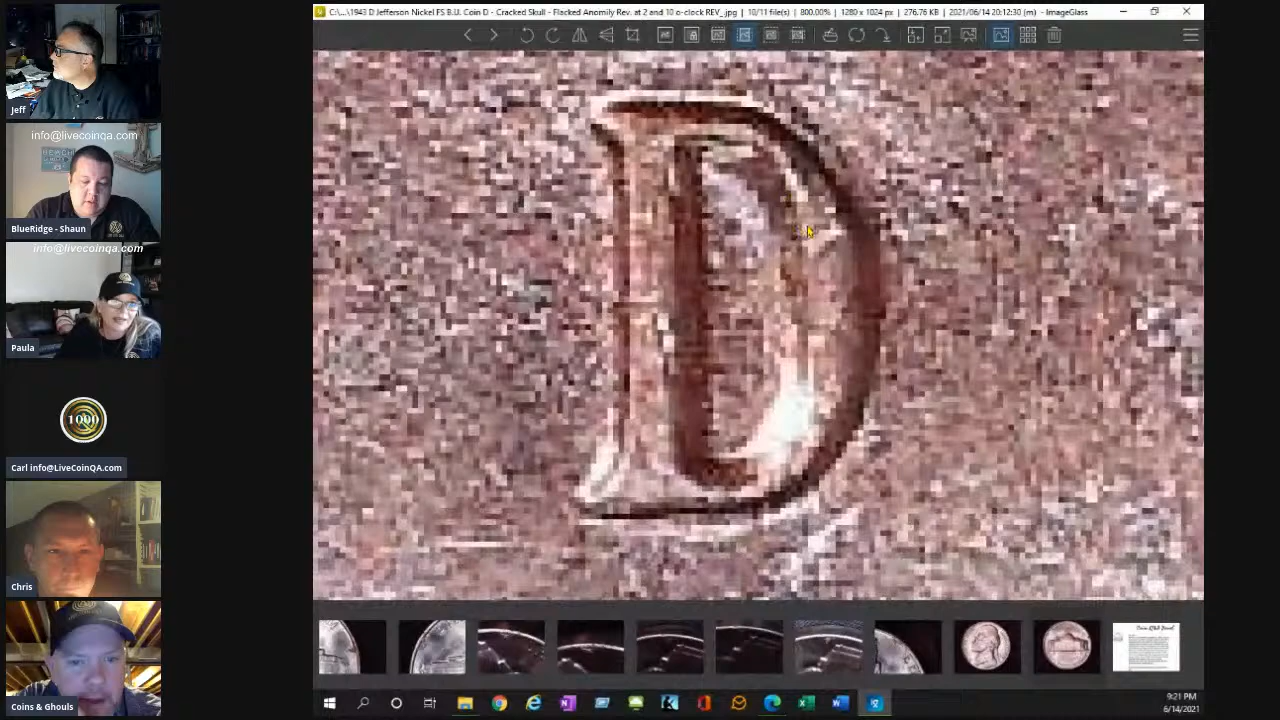 C:\...\1943 D Jefferson Nickel FS B.U. Coin D - Cracked Skull - Flacked Anomily Rev. at 2 and 10 o-clock REV_.jpg | 10/11 file(s) | 800.00% | 1280 x 1024 px | 276.76 KB | 2021/06/14 20:12:30 (m) - ImageGlass
Jeff
info@livecoinqa.com
BlueRidge - Shaun
info@livecoinqa.com
Paula
Carl info@LiveCoinQA.com
Chris
Coins & Ghouls
D
9:21 PM
6/14/2021